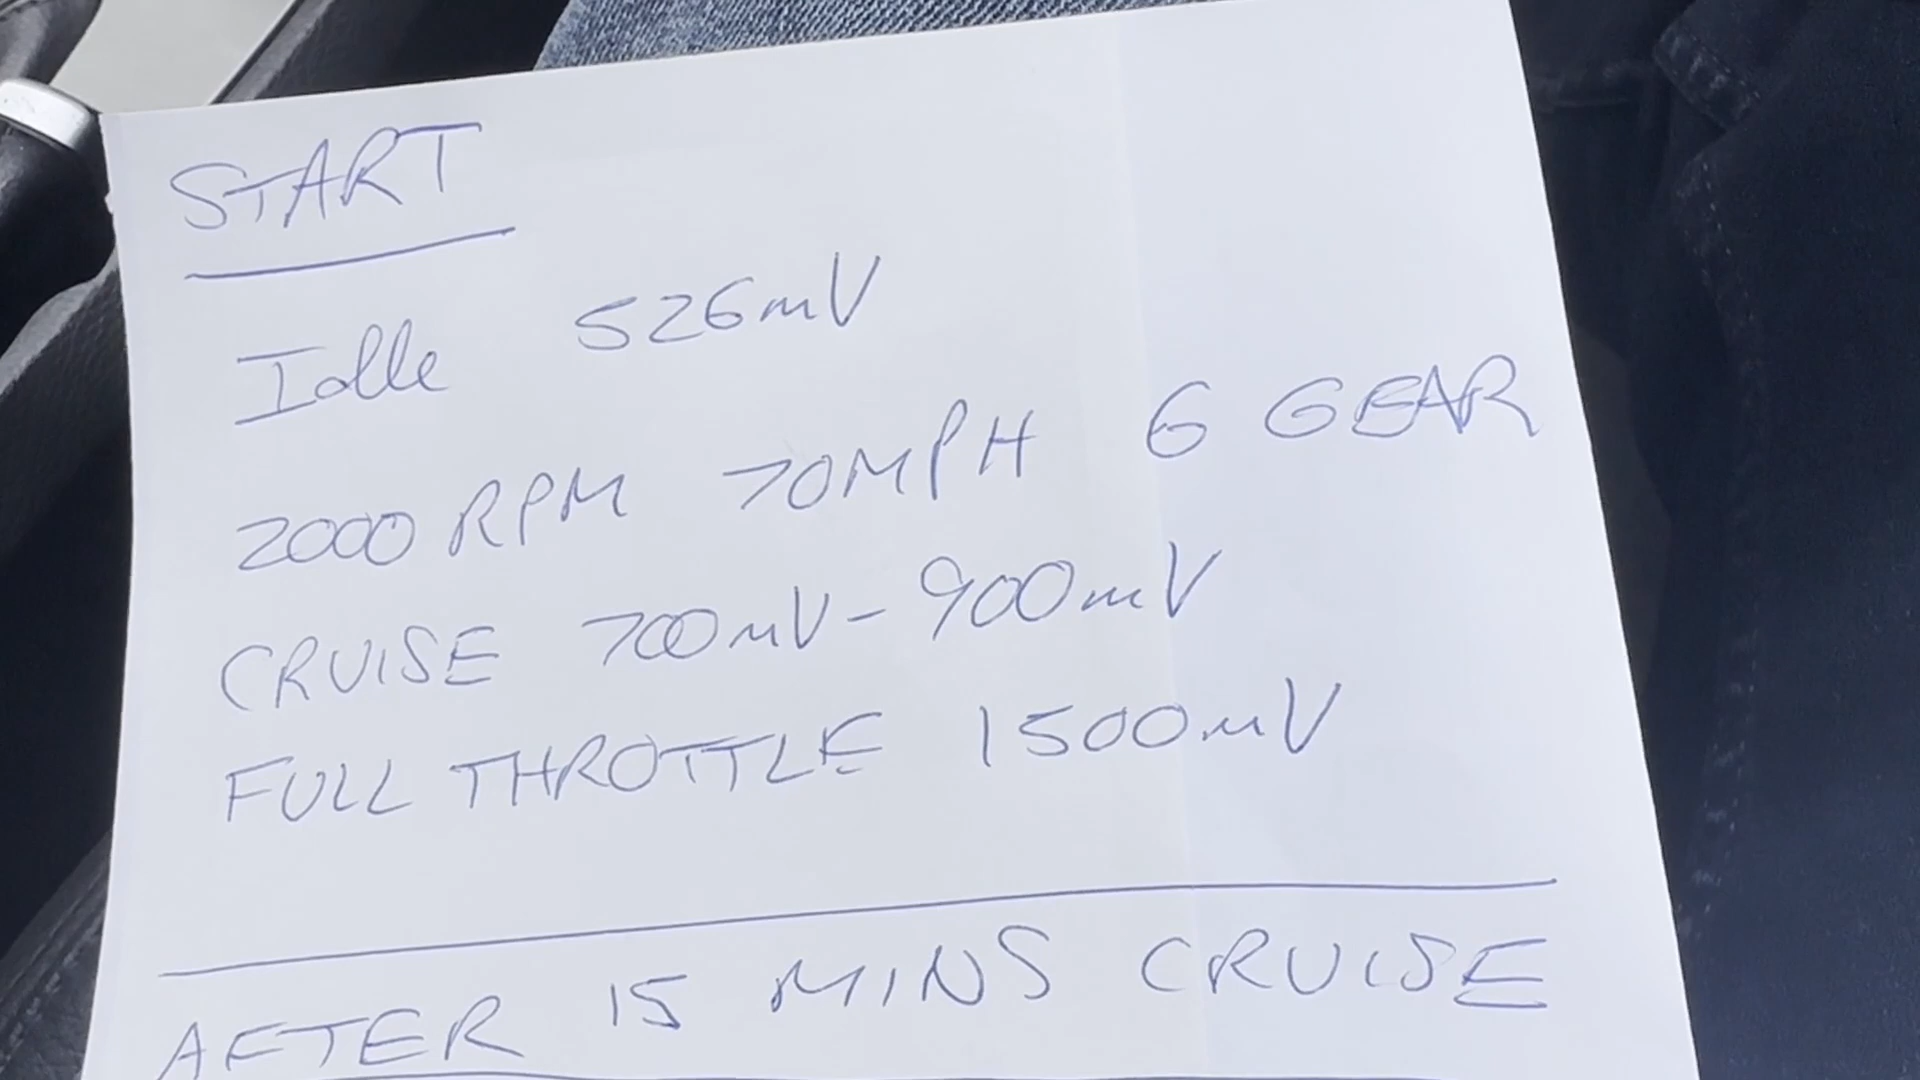 START
Idle 526mV
2000 RPM 70MPH 6 GEAR
CRUISE 700mV - 900mV
FULL THROTTLE 1500mV
AFTER 15 MINS CRUISE